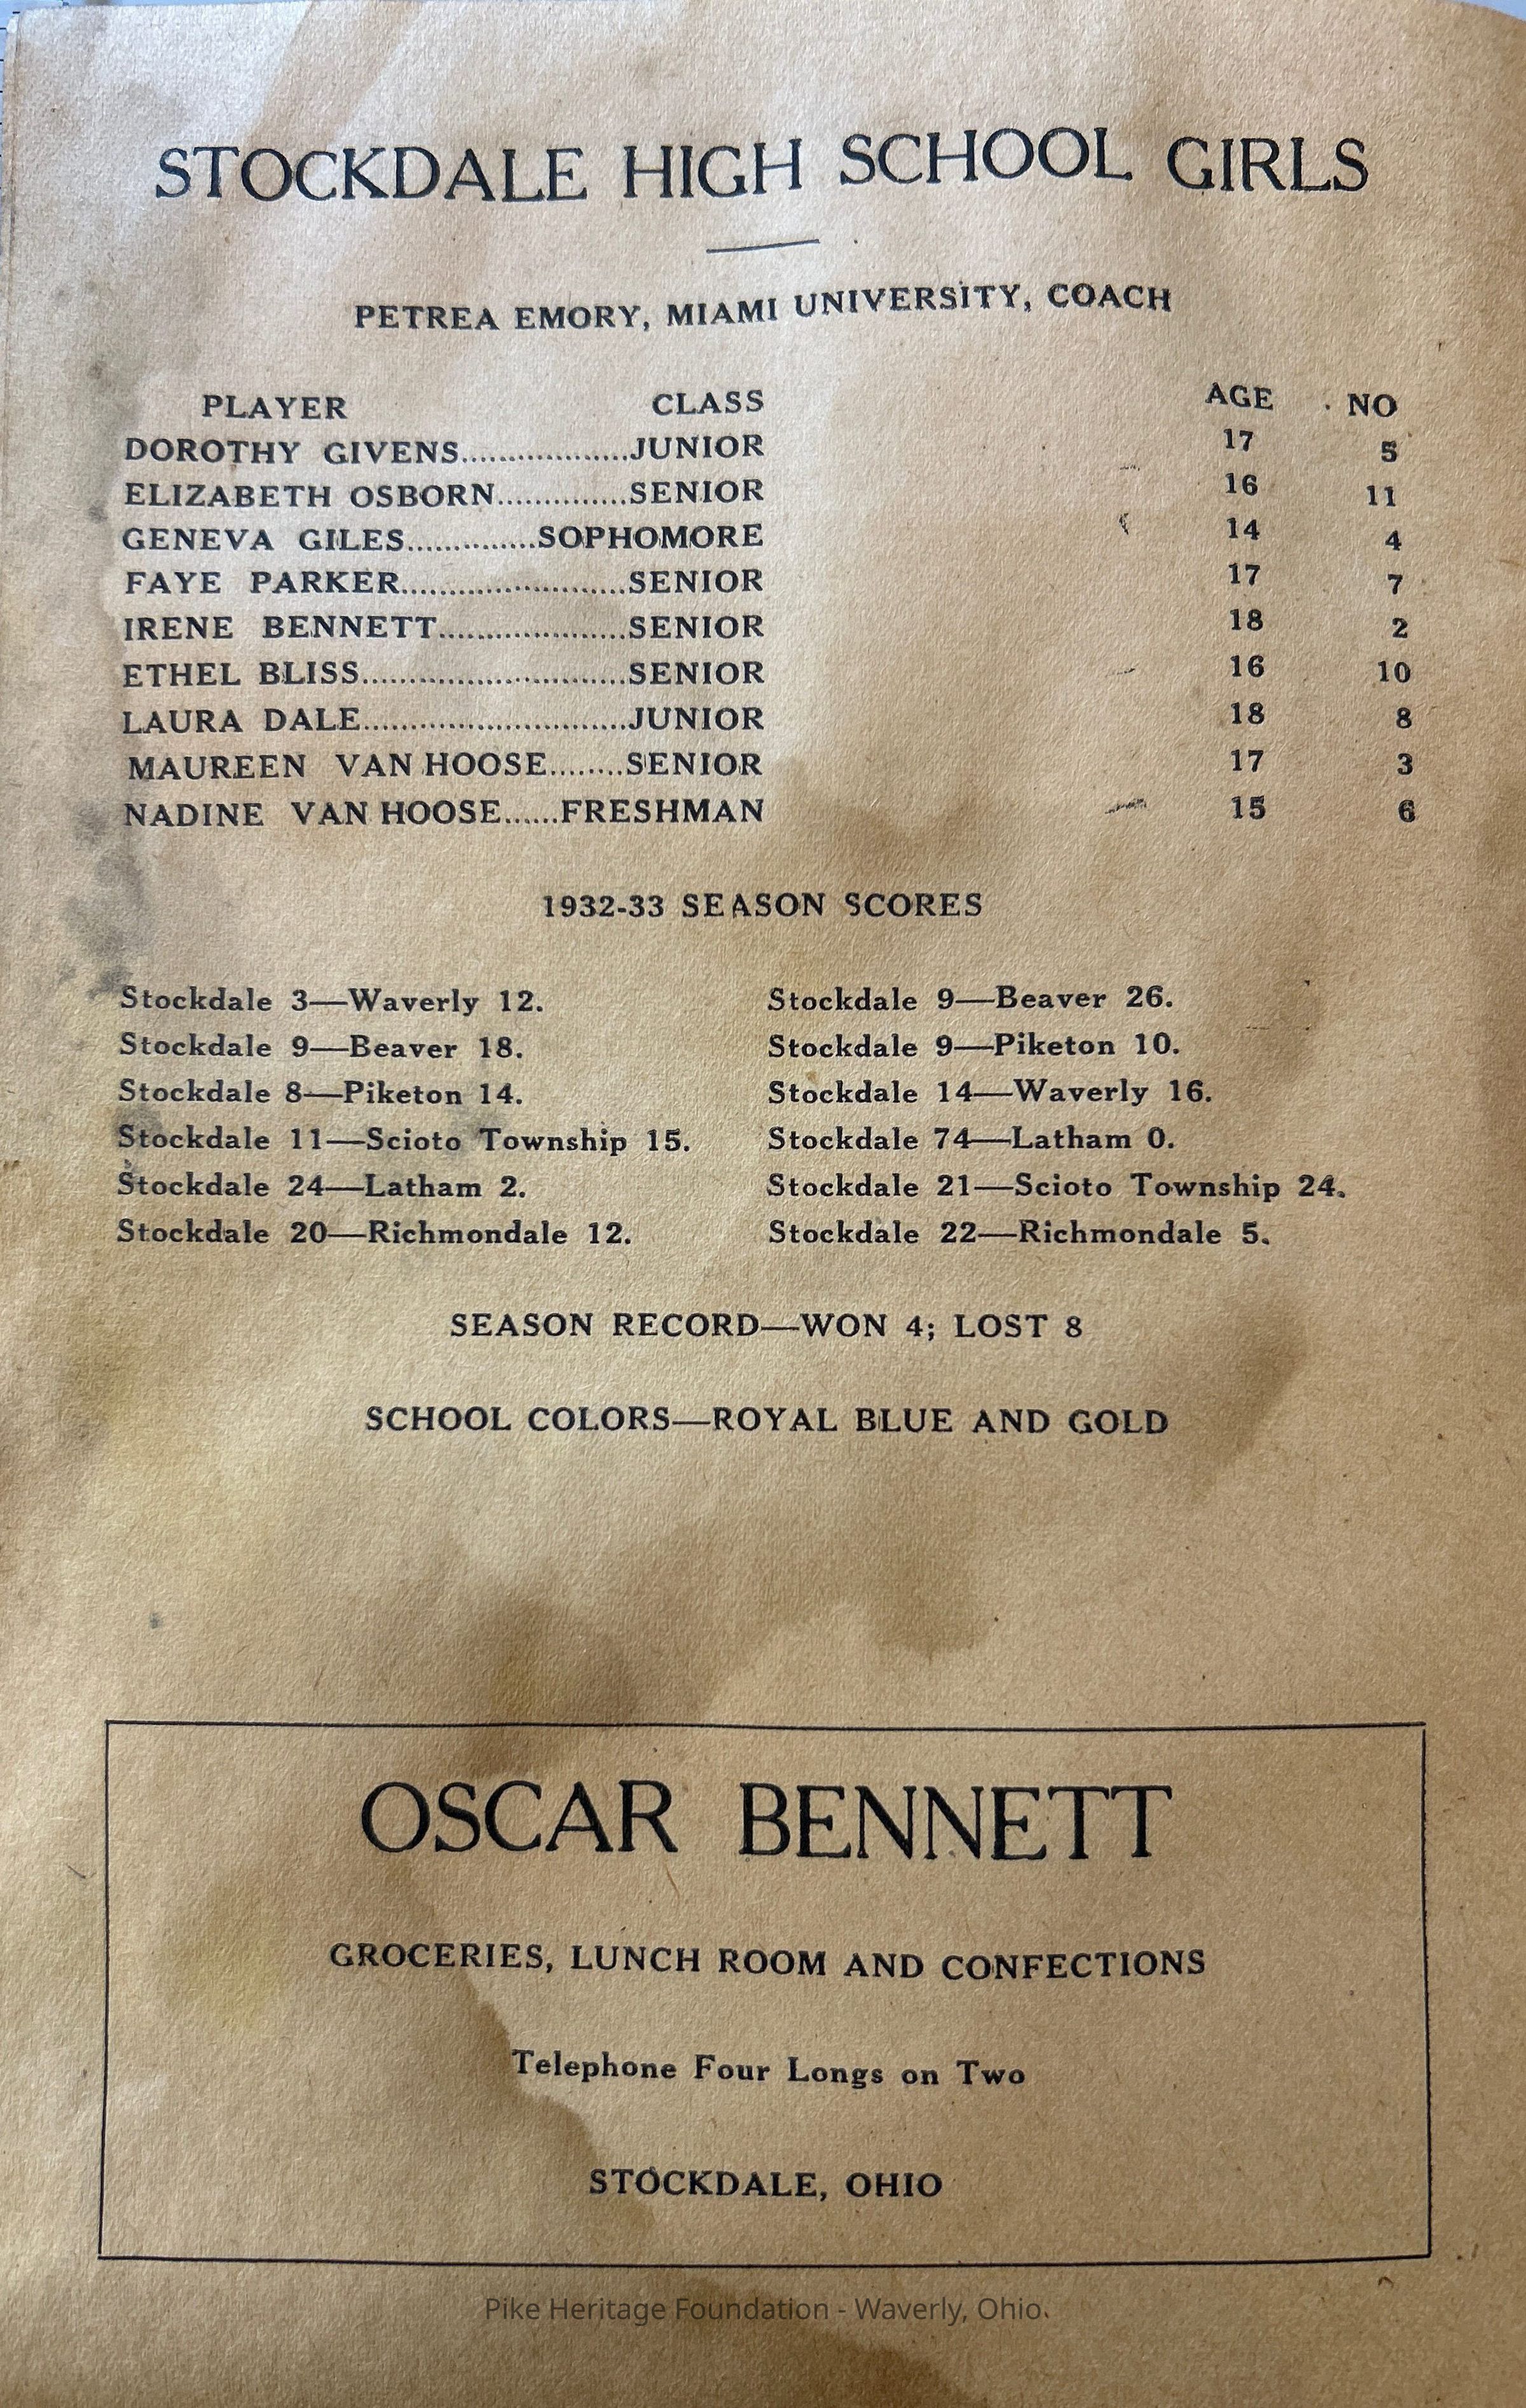 STOCKDALE HIGH SCHOOL GIRLS
PETREA EMORY, MIAMI UNIVERSITY, COACH
PLAYER CLASS AGE NO
DOROTHY GIVENS..................JUNIOR 17 5
ELIZABETH OSBORN..............SENIOR 16 11
GENEVA GILES..............SOPHOMORE 14 4
FAYE PARKER........................SENIOR 17 7
IRENE BENNETT....................SENIOR 18 2
ETHEL BLISS............................SENIOR 16 10
LAURA DALE............................JUNIOR 18 8
MAUREEN VAN HOOSE........SENIOR 17 3
NADINE VAN HOOSE......FRESHMAN 15 6
1932-33 SEASON SCORES
Stockdale 3—Waverly 12.
Stockdale 9—Beaver 18.
Stockdale 8—Piketon 14.
Stockdale 11—Scioto Township 15.
Stockdale 24—Latham 2.
Stockdale 20—Richmondale 12.
Stockdale 9—Beaver 26.
Stockdale 9—Piketon 10.
Stockdale 14—Waverly 16.
Stockdale 74—Latham 0.
Stockdale 21—Scioto Township 24.
Stockdale 22—Richmondale 5.
SEASON RECORD—WON 4; LOST 8
SCHOOL COLORS—ROYAL BLUE AND GOLD
OSCAR BENNETT
GROCERIES, LUNCH ROOM AND CONFECTIONS
Telephone Four Longs on Two
STOCKDALE, OHIO
Pike Heritage Foundation - Waverly, Ohio.